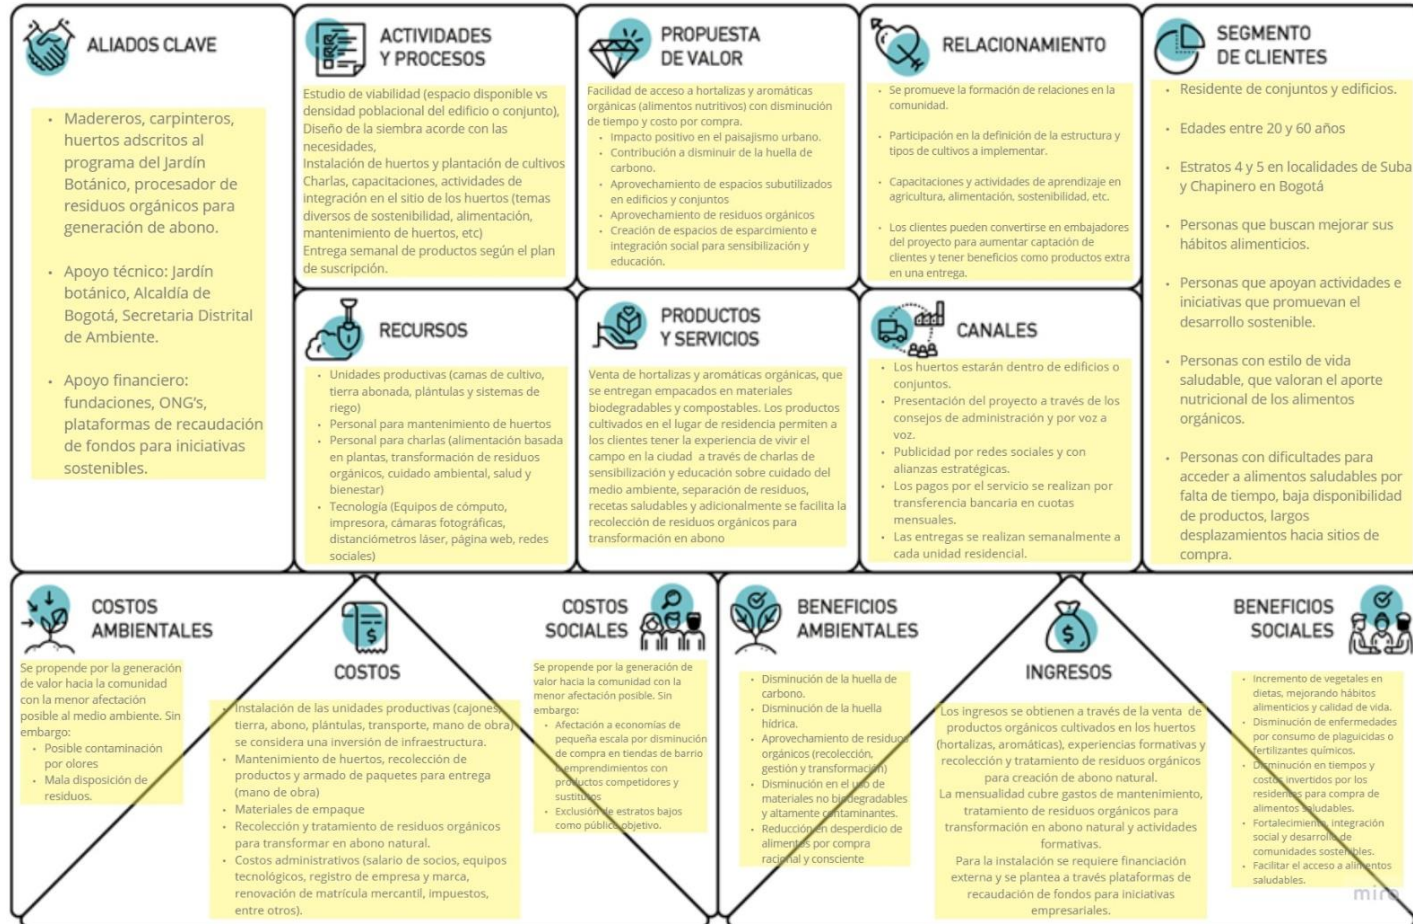 ALIADOS CLAVE
Madereros, carpinteros,
huertos adscritos al
programa del Jardín
Botánico, procesador de
residuos orgánicos para
generación de abono.
Apoyo técnico: Jardín
botánico, Alcaldía de
Bogotá, Secretaria Distrital
de Ambiente.
Apoyo financiero:
fundaciones, ONG's,
plataformas de recaudación
de fondos para iniciativas
sostenibles.
ACTIVIDADES
Y PROCESOS
Estudio de viabilidad (espacio disponible vs
densidad poblacional del edificio o conjunto),
Diseño de la siembra acorde con las
necesidades,
Instalación de huertos y plantación de cultivos
Charlas, capacitaciones, actividades de
integración en el sitio de los huertos (temas
diversos de sostenibilidad, alimentación,
mantenimiento de huertos, etc)
Entrega semanal de productos según el plan
de suscripción.
RECURSOS
Unidades productivas (camas de cultivo,
tierra abonada, plántulas y sistemas de
riego)
Personal para mantenimiento de huertos
Personal para charlas (alimentación basada
en plantas, transformación de residuos
orgánicos, cuidado ambiental, salud y
bienestar)
Tecnología (Equipos de cómputo,
impresora, cámaras fotográficas,
distanciómetros láser, página web, redes
sociales)
PROPUESTA
DE VALOR
Facilidad de acceso a hortalizas y aromáticas
orgánicas (alimentos nutritivos) con disminución
de tiempo y costo por compra.
Impacto positivo en el paisajismo urbano.
Contribución a disminuir de la huella de
carbono.
Aprovechamiento de espacios subutilizados
en edificios y conjuntos
Aprovechamiento de residuos orgánicos
Creación de espacios de esparcimiento e
integración social para sensibilización y
educación.
PRODUCTOS
Y SERVICIOS
Venta de hortalizas y aromáticas orgánicas, que
se entregan empacados en materiales
biodegradables y compostables. Los productos
cultivados en el lugar de residencia permiten a
los clientes tener la experiencia de vivir el
campo en la ciudad a través de charlas de
sensibilización y educación sobre cuidado del
medio ambiente, separación de residuos,
recetas saludables y adicionalmente se facilita la
recolección de residuos orgánicos para
transformación en abono
RELACIONAMIENTO
Se promueve la formación de relaciones en la
comunidad.
Participación en la definición de la estructura y
tipos de cultivos a implementar.
Capacitaciones y actividades de aprendizaje en
agricultura, alimentación, sostenibilidad, etc.
Los clientes pueden convertirse en embajadores
del proyecto para aumentar captación de
clientes y tener beneficios como productos extra
en una entrega.
CANALES
Los huertos estarán dentro de edificios o
conjuntos.
Presentación del proyecto a través de los
consejos de administración y por voz a
voz.
Publicidad por redes sociales y con
alianzas estratégicas.
Los pagos por el servicio se realizan por
transferencia bancaria en cuotas
mensuales.
Las entregas se realizan semanalmente a
cada unidad residencial.
SEGMENTO
DE CLIENTES
Residente de conjuntos y edificios.
Edades entre 20 y 60 años
Estratos 4 y 5 en localidades de Suba
y Chapinero en Bogotá
Personas que buscan mejorar sus
hábitos alimenticios.
Personas que apoyan actividades e
iniciativas que promuevan el
desarrollo sostenible.
Personas con estilo de vida
saludable, que valoran el aporte
nutricional de los alimentos
orgánicos.
Personas con dificultades para
acceder a alimentos saludables por
falta de tiempo, baja disponibilidad
de productos, largos
desplazamientos hacia sitios de
compra.
COSTOS
AMBIENTALES
Se propende por la generación
de valor hacia la comunidad
con la menor afectación
posible al medio ambiente. Sin
embargo:
Posible contaminación
por olores
Mala disposición de
residuos.
COSTOS
Instalación de las unidades productivas (cajones,
tierra, abono, plántulas, transporte, mano de obra)
se considera una inversión de infraestructura.
Mantenimiento de huertos, recolección de
productos y armado de paquetes para entrega
(mano de obra)
Materiales de empaque
Recolección y tratamiento de residuos orgánicos
para transformar en abono natural.
Costos administrativos (salario de socios, equipos
tecnológicos, registro de empresa y marca,
renovación de matrícula mercantil, impuestos,
entre otros).
COSTOS
SOCIALES
Se propende por la generación de
valor hacia la comunidad con la
menor afectación posible. Sin
embargo:
Afectación a economías de
pequeña escala por disminución
de compra en tiendas de barrio
o emprendimientos con
productos competidores y
sustitutos
Exclusión de estratos bajos
como público objetivo.
BENEFICIOS
AMBIENTALES
Disminución de la huella de
carbono.
Disminución de la huella
hídrica.
Aprovechamiento de residuos
orgánicos (recolección,
gestión y transformación)
Disminución en el uso de
materiales no biodegradables
y altamente contaminantes.
Reducción en desperdicio de
alimentos por compra
racional y consciente
INGRESOS
Los ingresos se obtienen a través de la venta de
productos orgánicos cultivados en los huertos
(hortalizas, aromáticas), experiencias formativas y
recolección y tratamiento de residuos orgánicos
para creación de abono natural.
La mensualidad cubre gastos de mantenimiento,
tratamiento de residuos orgánicos para
transformación en abono natural y actividades
formativas.
Para la instalación se requiere financiación
externa y se plantea a través plataformas de
recaudación de fondos para iniciativas
empresariales.
BENEFICIOS
SOCIALES
Incremento de vegetales en
dietas, mejorando hábitos
alimenticios y calidad de vida.
Disminución de enfermedades
por consumo de plaguicidas o
fertilizantes químicos.
Disminución en tiempos y
costos invertidos por los
residentes para compra de
alimentos saludables.
Fortalecimiento, integración
social y desarrollo de
comunidades sostenibles.
Facilitar el acceso a alimentos
saludables.
miro